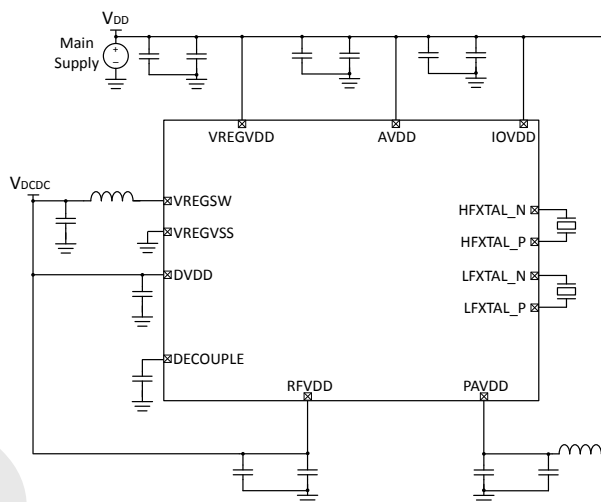 VDD
Main
Supply
+
−
VREGVDD
AVDD
IOVDD
VDCDC
VREGSW
VREGVSS
DVDD
DECOUPLE
HFXTAL_N
HFXTAL_P
LFXTAL_N
LFXTAL_P
RFVDD
PAVDD